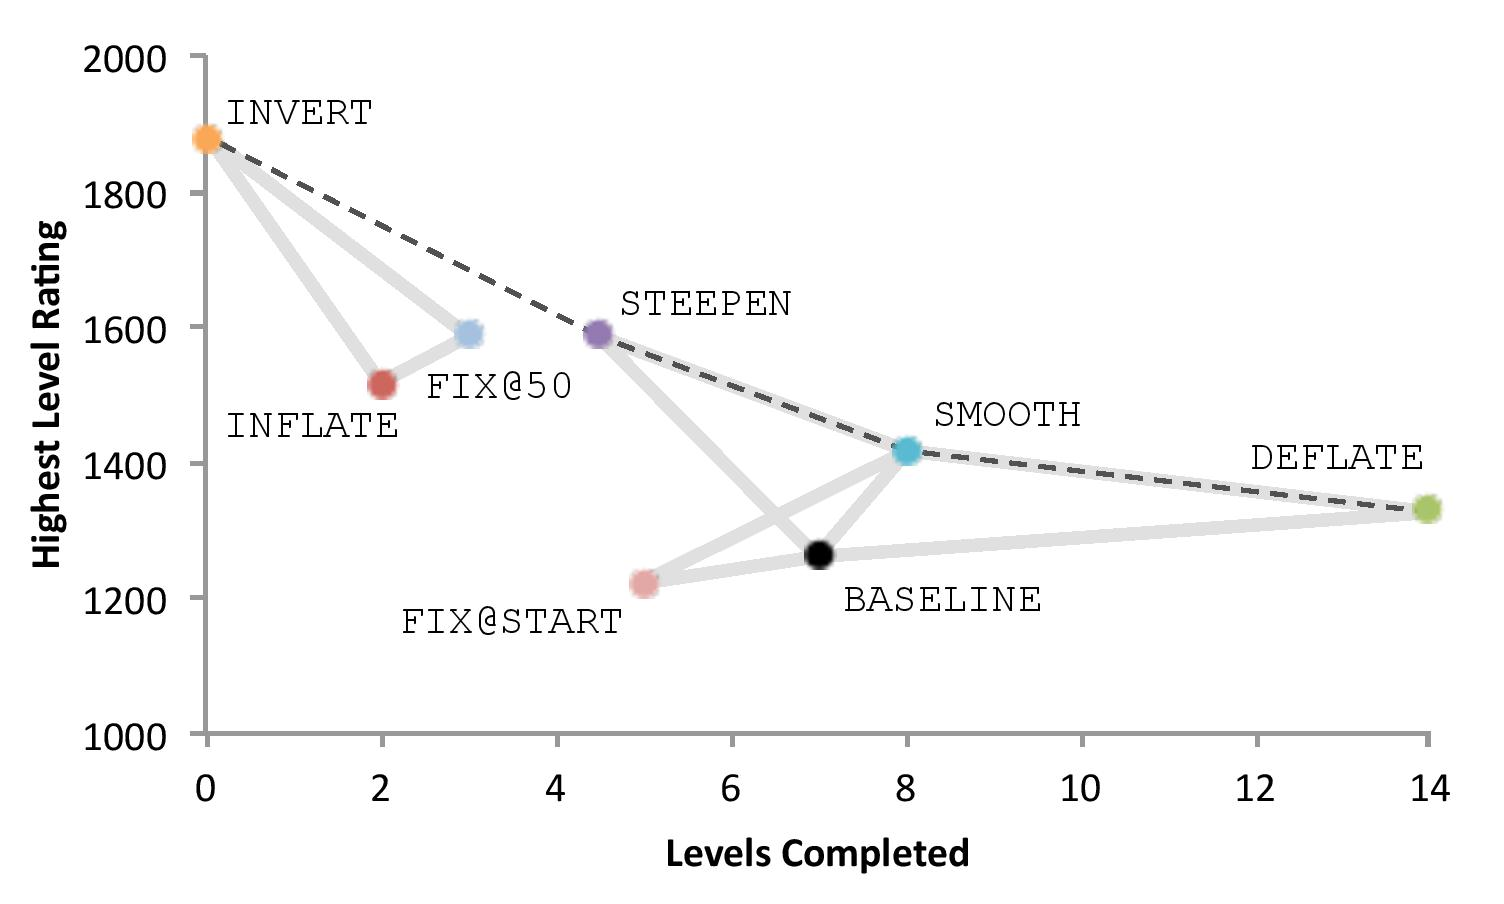 2000
INVERT
1800
1600
STEEPEN
FIX@50
INFLATE
SMOOTH
1400
DEFLATE
1200
BASELINE
FIX@START
1000
0 2 4 6 8 10 12 14
Levels Completed
Highest Level Rating